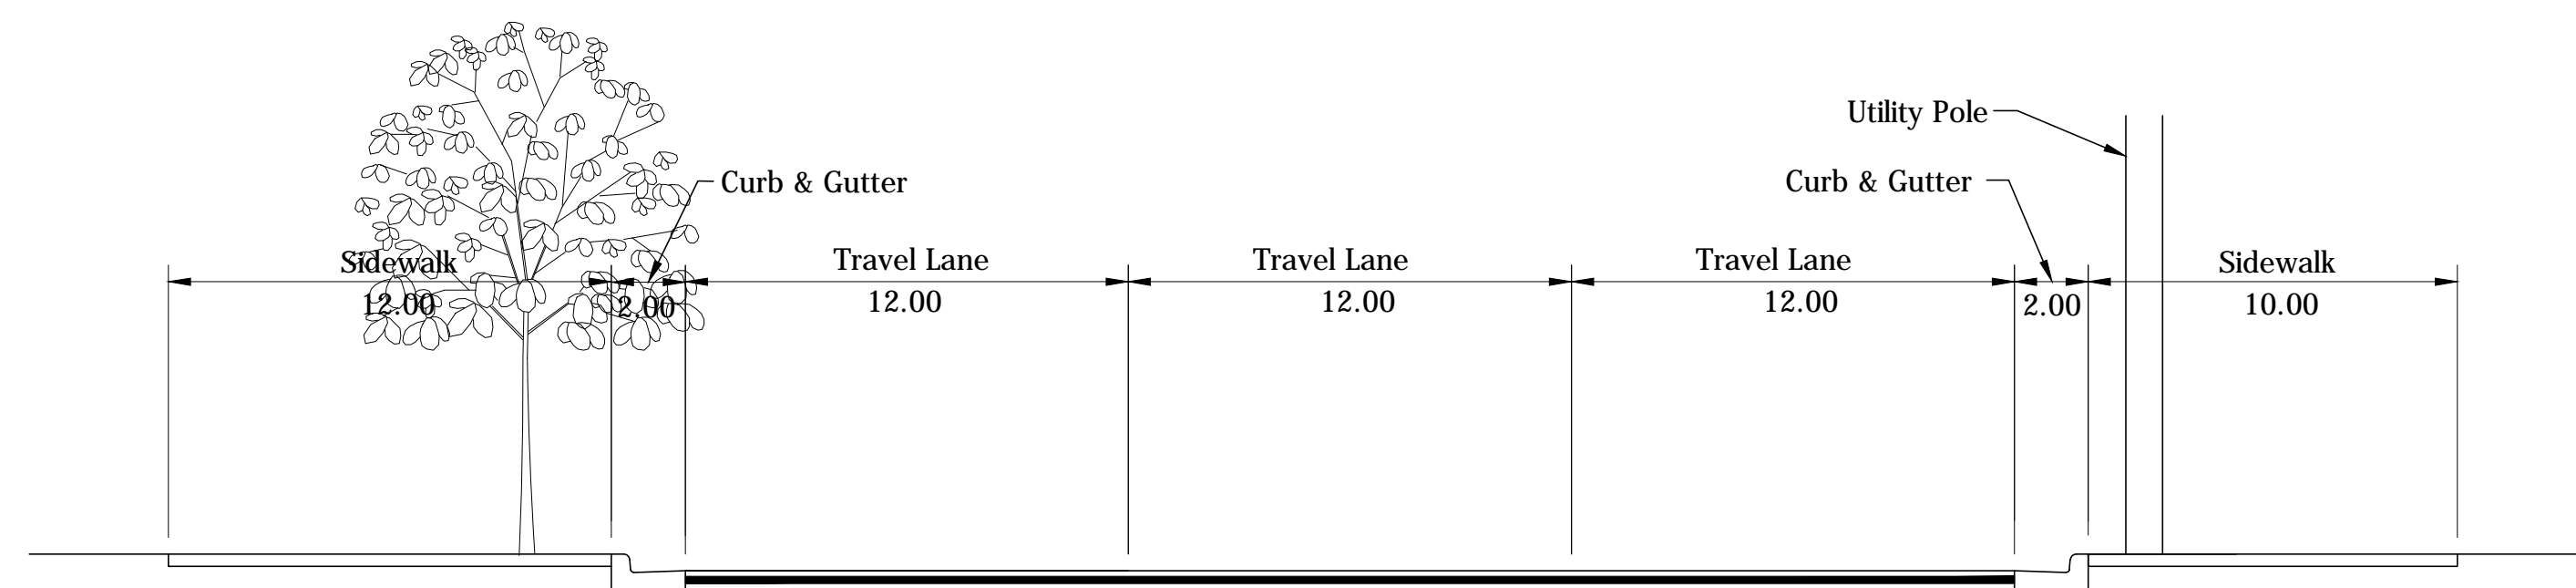 Utility Pole
Curb & Gutter
Curb & Gutter
Sidewalk
Travel Lane
Travel Lane
Travel Lane
Sidewalk
12.00
2.00
12.00
12.00
12.00
2.00
10.00